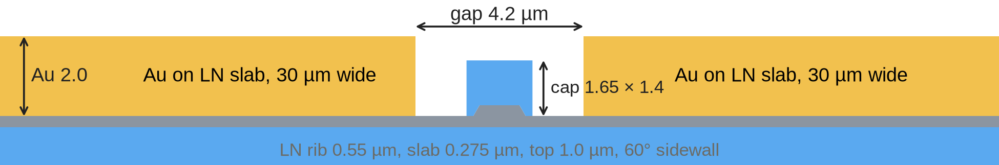 gap 4.2 µm
Au 2.0
Au on LN slab, 30 µm wide
cap 1.65 × 1.4
Au on LN slab, 30 µm wide
LN rib 0.55 µm, slab 0.275 µm, top 1.0 µm, 60° sidewall